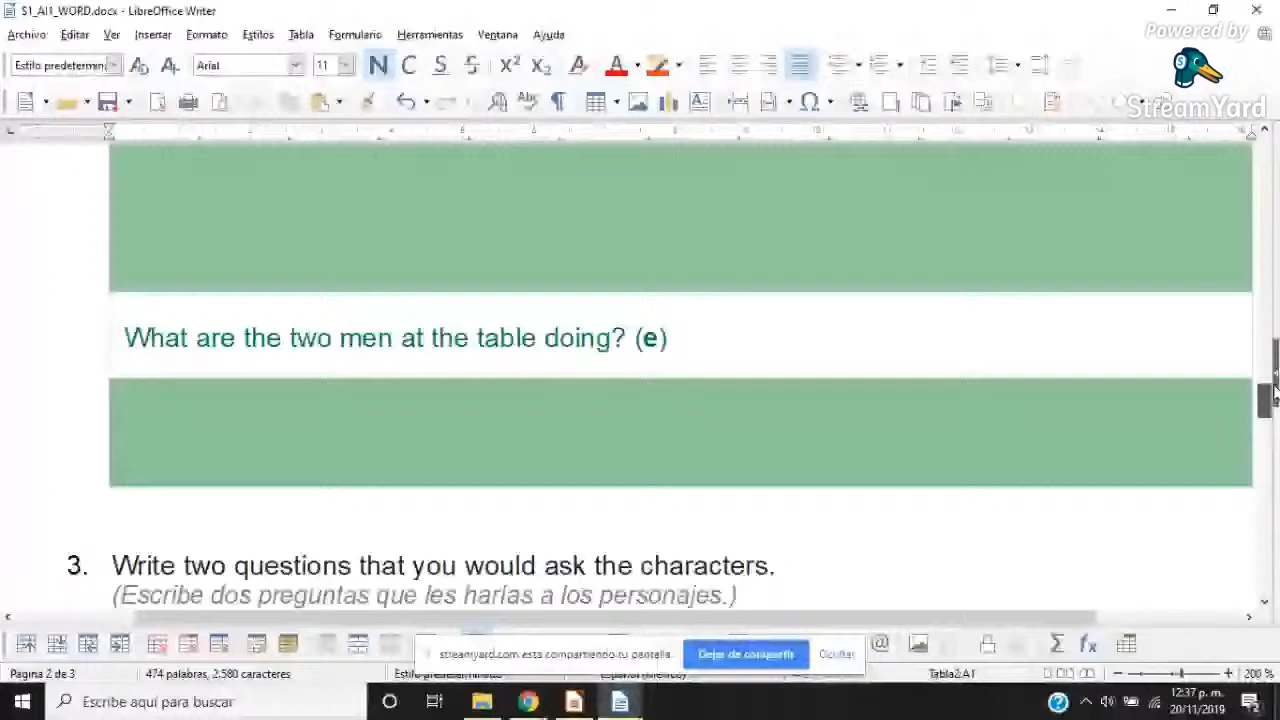 S1_AI1_WORD.docx - LibreOffice Writer
Archivo Editar Ver Insertar Formato Estilos Tabla Formulario Herramientas Ventana Ayuda
Powered by
StreamYard
Arial 11
What are the two men at the table doing? (e)
3. Write two questions that you would ask the characters.
(Escribe dos preguntas que les harías a los personajes.)
streamyard.com está compartiendo tu pantalla. Dejar de compartir Ocultar
Página 2 de 3 474 palabras, 2,580 caracteres Tabla2:A1 200 %
Escribe aquí para buscar
12:37 p. m.
20/11/2019